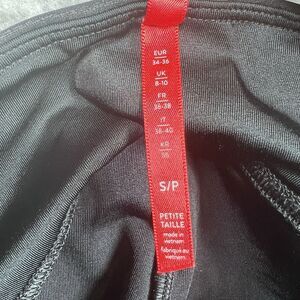 EUR
34-36
UK
8-10
FR
36-38
IT
38-40
KR
55
S/P
PETITE
TAILLE
made in
vietnam
fabriqué au
vietnam